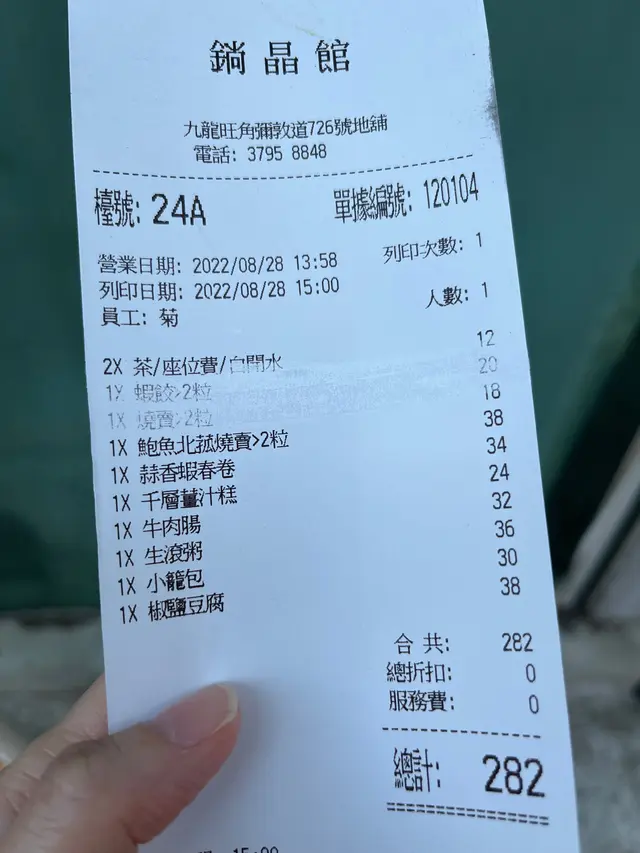 鎘晶館
九龍旺角彌敦道726號地舖
電話: 3795 8848
檯號: 24A 單據編號: 120104
營業日期: 2022/08/28 13:58 列印次數: 1
列印日期: 2022/08/28 15:00
員工: 菊 人數: 1
2X 茶/座位費/白開水 12
1X 蝦餃>2粒 20
1X 燒賣>2粒 18
1X 鮑魚北菰燒賣>2粒 38
1X 蒜香蝦春卷 34
1X 千層薑汁糕 24
1X 牛肉腸 32
1X 生滾粥 36
1X 小籠包 30
1X 椒鹽豆腐 38
合共: 282
總折扣: 0
服務費: 0
總計: 282